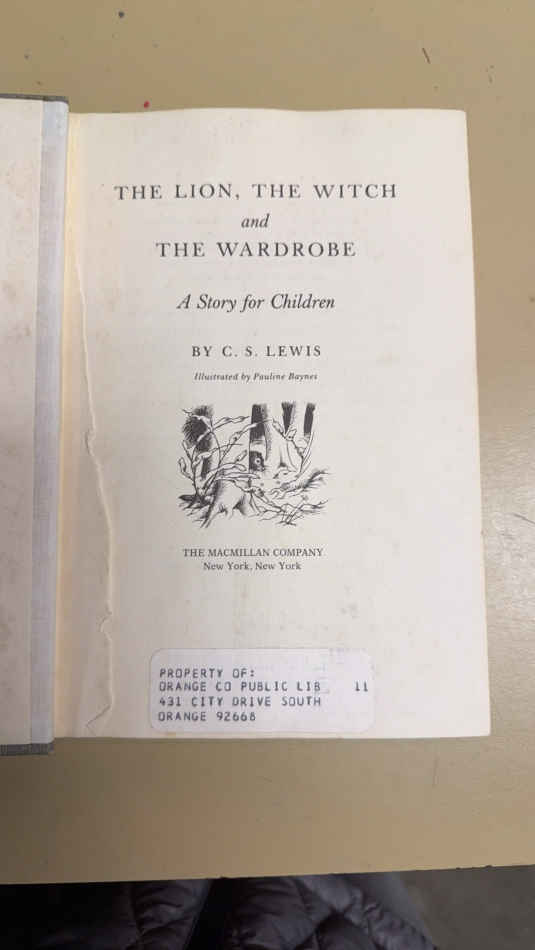 THE LION, THE WITCH
and
THE WARDROBE
A Story for Children
BY C. S. LEWIS
Illustrated by Pauline Baynes
THE MACMILLAN COMPANY
New York, New York
PROPERTY OF:
ORANGE CO PUBLIC LIB 11
431 CITY DRIVE SOUTH
ORANGE 92668